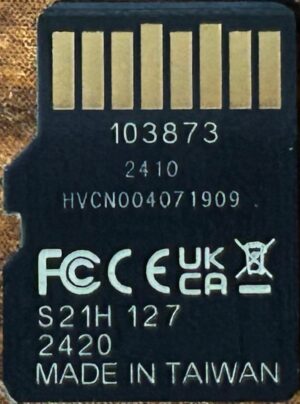 103873
2410
HVCN004071909
FC CE UK CA
S21H 127
2420
MADE IN TAIWAN